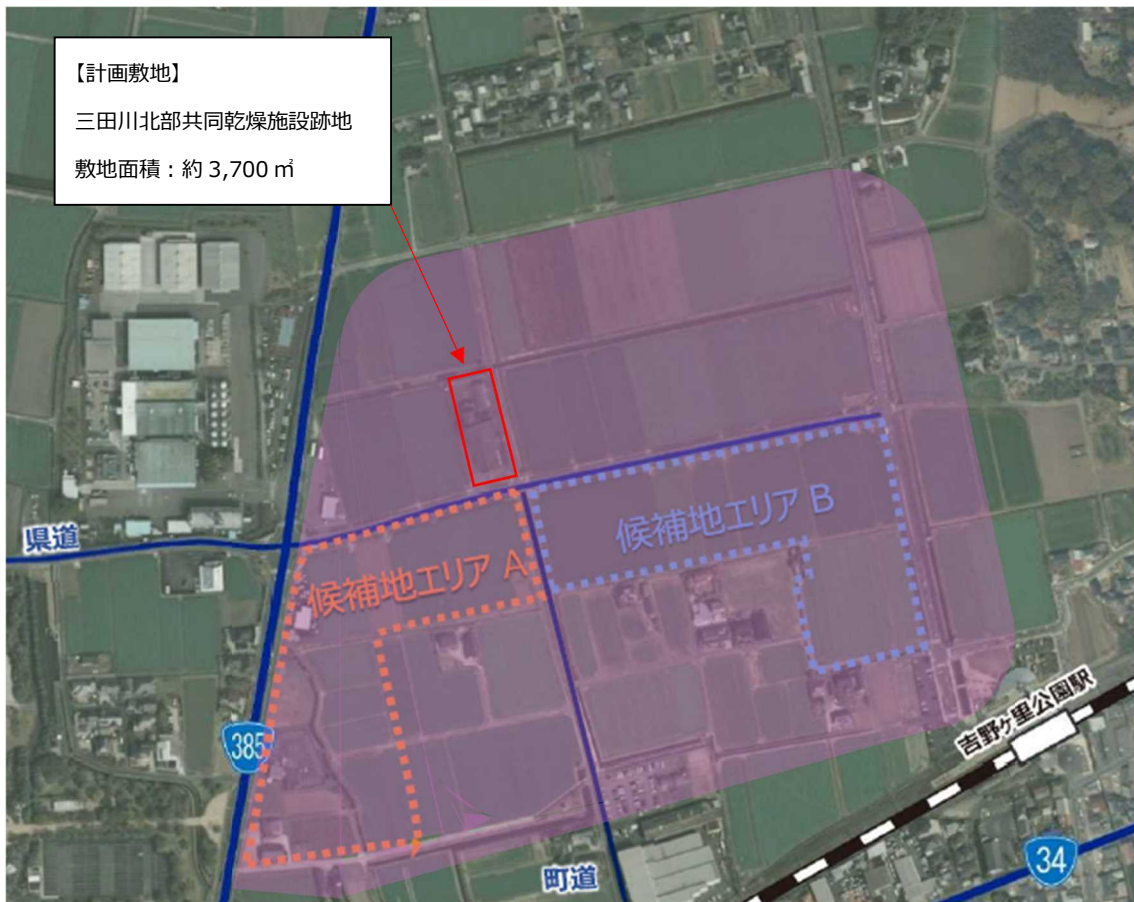 【計画敷地】
三田川北部共同乾燥施設跡地
敷地面積：約 3,700 ㎡
県道
候補地エリア A
候補地エリア B
385
吉野ヶ里公園駅
町道
34